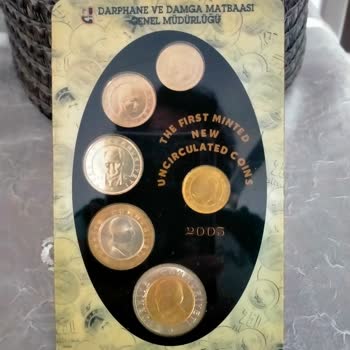 DARPHANE VE DAMGA MATBAASI
GENEL MÜDÜRLÜĞÜ
THE FIRST MINTED
NEW
UNCIRCULATED COINS
2005